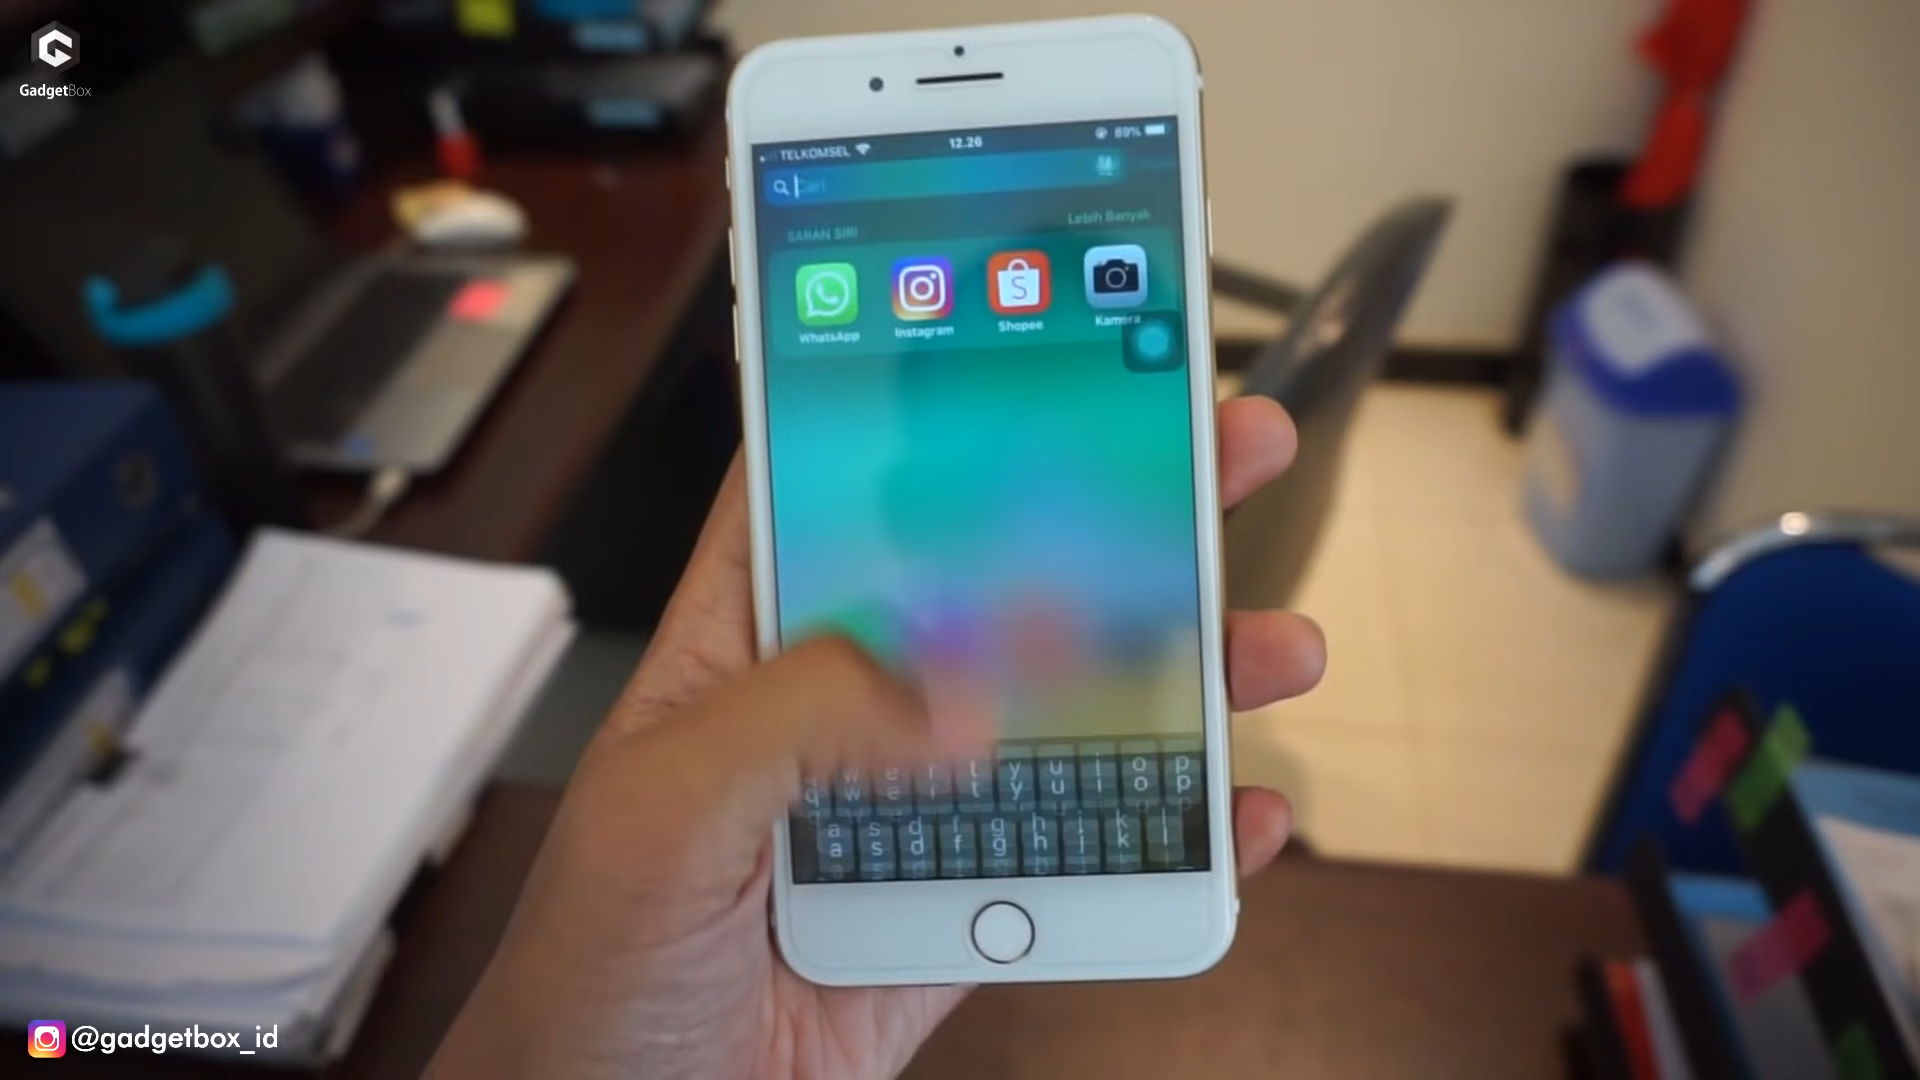 GadgetBox
TELKOMSEL 12.26 89%
Cari
SARAN SIRI Lebih Banyak
WhatsApp Instagram Shopee Kamera
q w e r t y u i o p
a s d f g h j k l
@gadgetbox_id